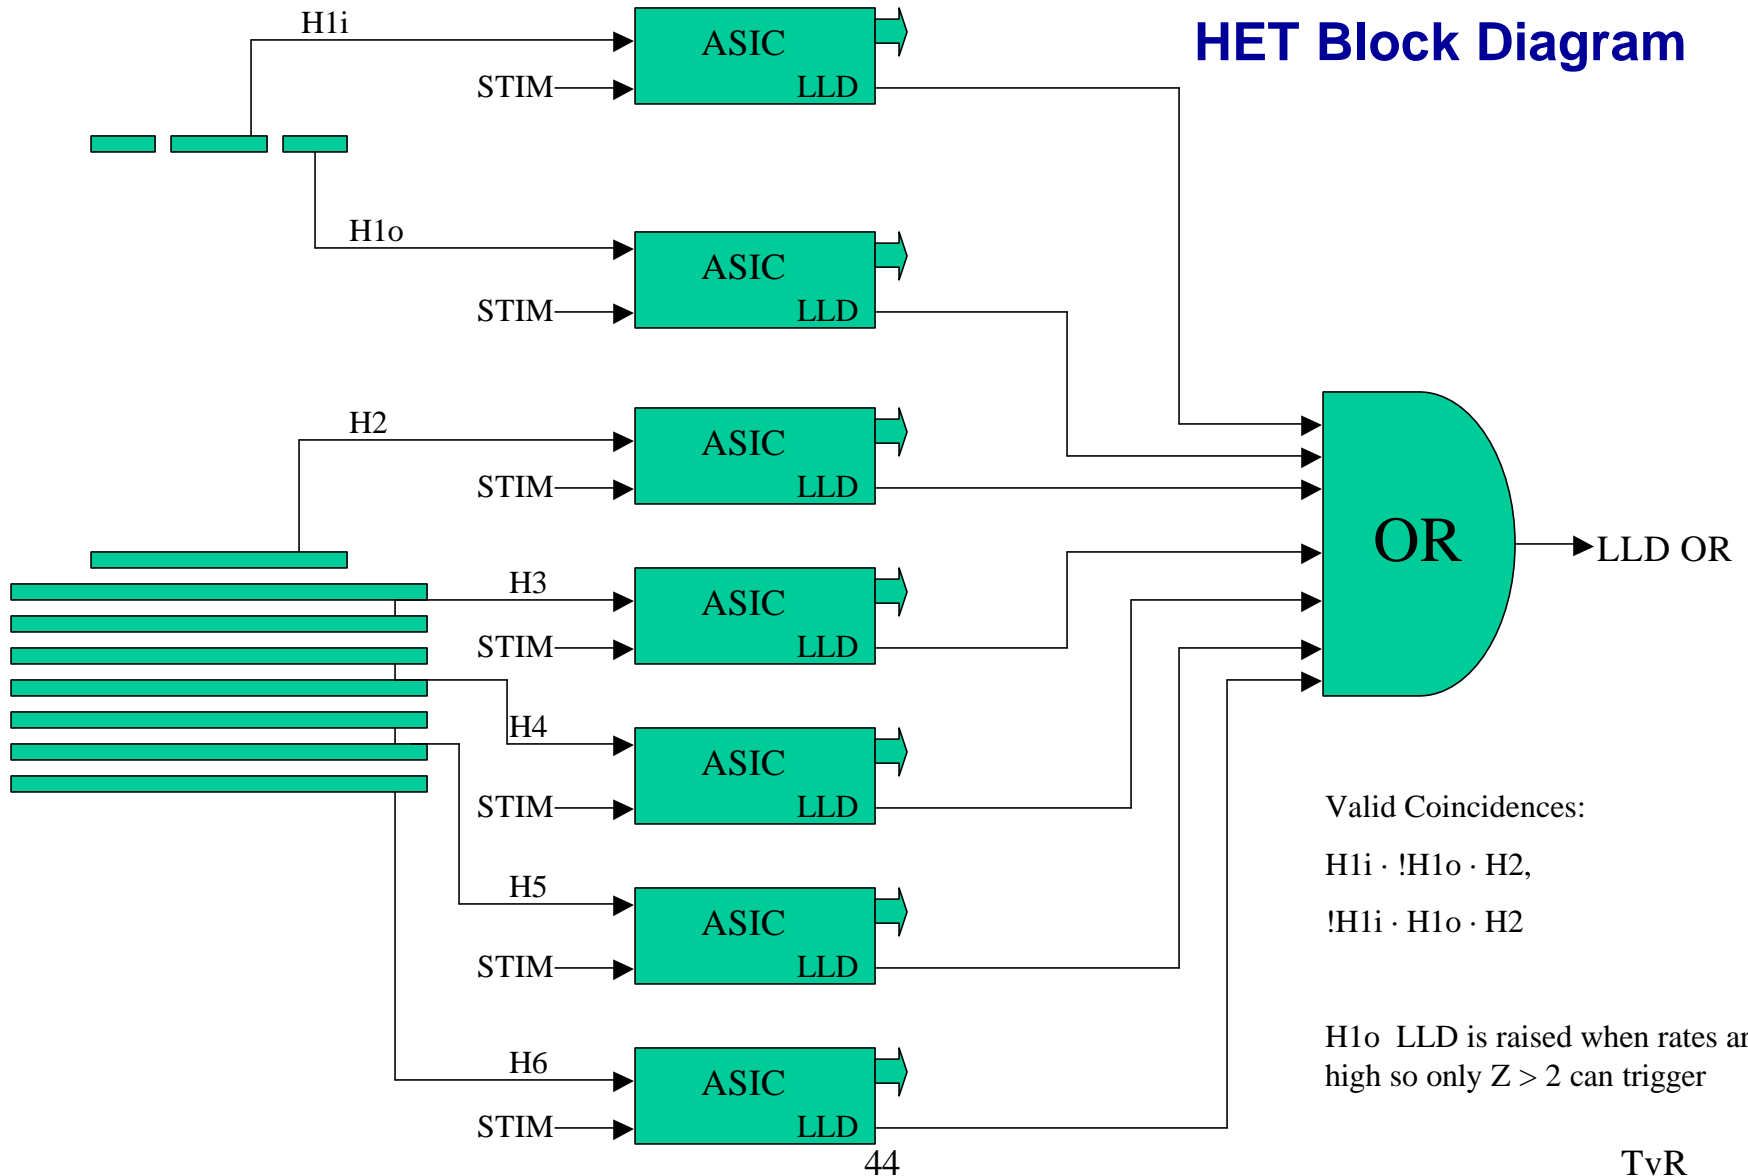 HET Block Diagram
H1i
ASIC
STIM
LLD
H1o
ASIC
STIM
LLD
H2
ASIC
STIM
LLD
H3
ASIC
STIM
LLD
H4
ASIC
STIM
LLD
H5
ASIC
STIM
LLD
H6
ASIC
STIM
LLD
OR
LLD OR
Valid Coincidences:
H1i · !H1o · H2,
!H1i · H1o · H2
H1o LLD is raised when rates ar
high so only Z > 2 can trigger
44
TvR